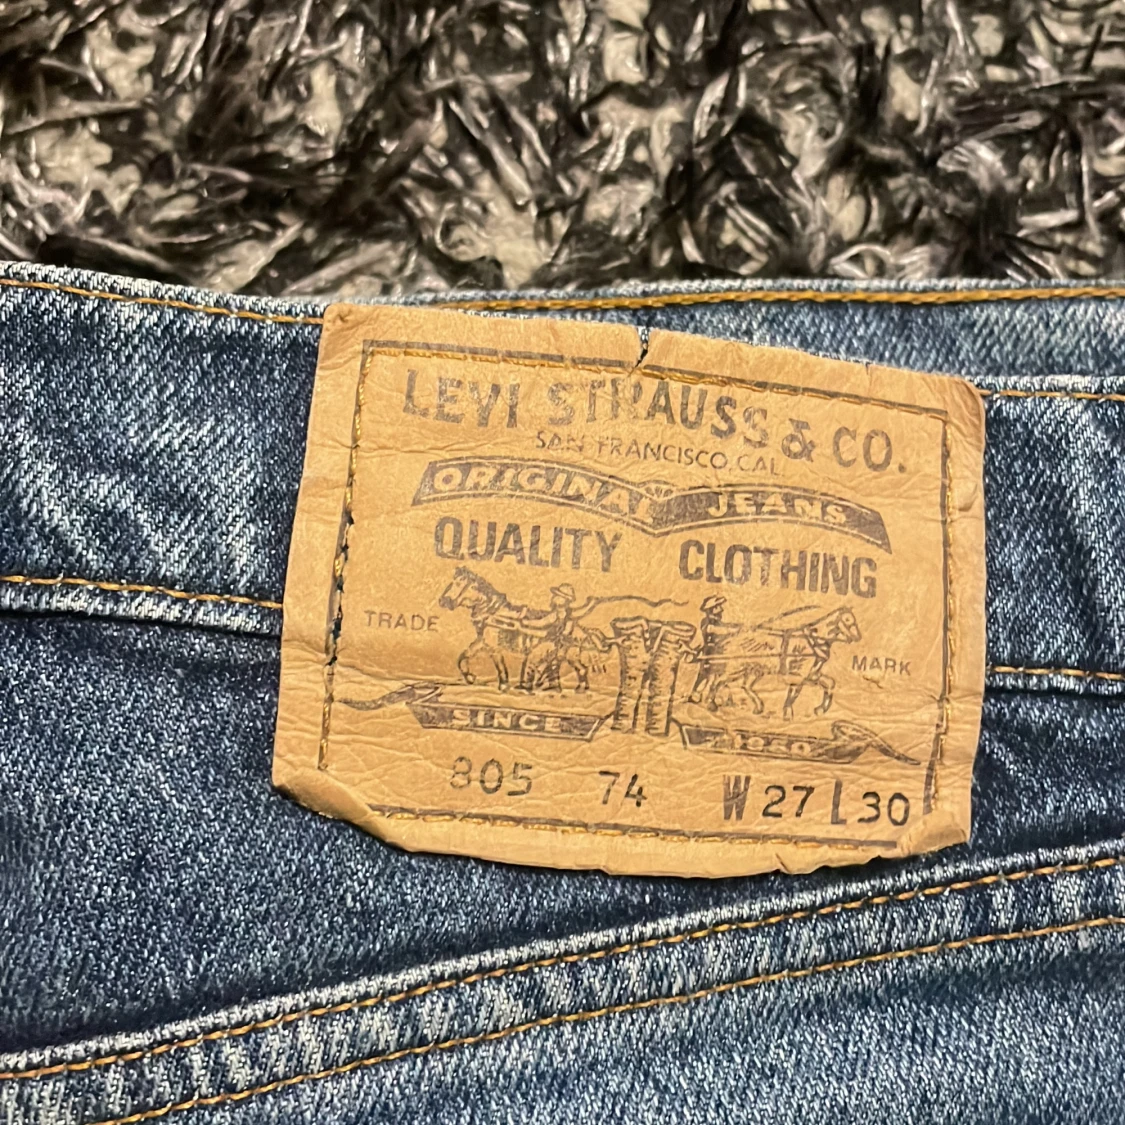 LEVI STRAUSS & CO.
SAN FRANCISCO, CAL.
ORIGINAL JEANS
QUALITY CLOTHING
TRADE MARK
SINCE 1850
805 74 W 27 L 30